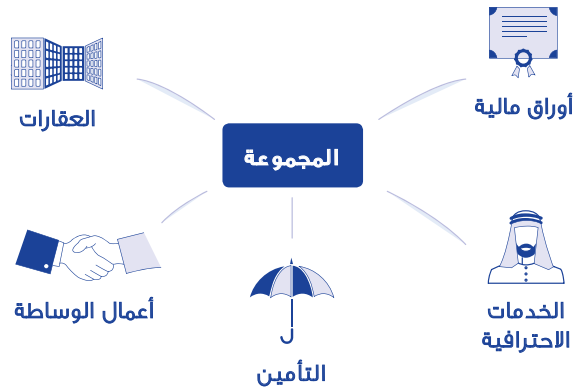 أوراق مالية
العقارات
المجموعة
الخدمات
الاحترافية
أعمال الوساطة
التأمين